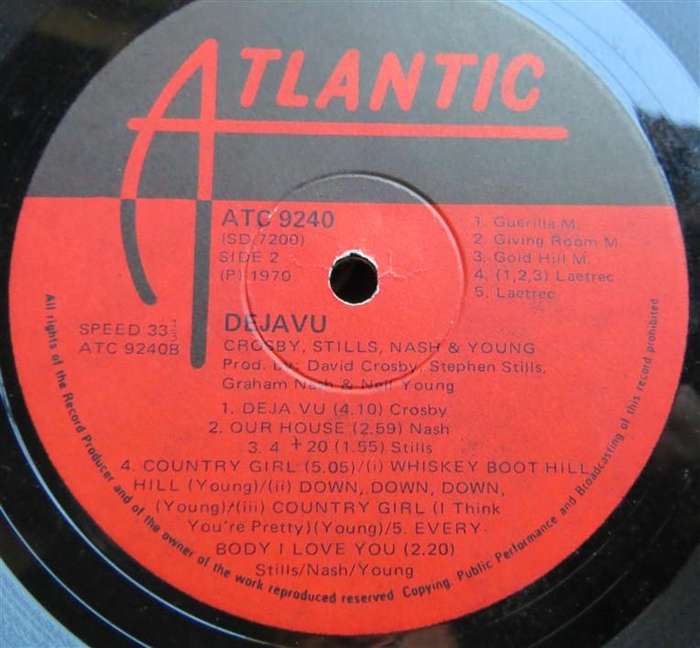 ATLANTIC
ATC 9240
(SD 7200)
SIDE 2
(P) 1970
1. Guerilla M.
2. Giving Room M.
3. Gold Hill M.
4. (1,2,3) Laetrec
5. Laetrec
SPEED 33 1/3
ATC 9240B
DEJAVU
CROSBY, STILLS, NASH & YOUNG
Prod. by: David Crosby, Stephen Stills,
Graham Nash & Neil Young
1. DEJA VU (4.10) Crosby
2. OUR HOUSE (2.59) Nash
3. 4 + 20 (1.55) Stills
4. COUNTRY GIRL (5.05)/(i) WHISKEY BOOT HILL,
HILL (Young)/(ii) DOWN, DOWN, DOWN,
(Young)/(iii) COUNTRY GIRL (I Think
You're Pretty)(Young)/5. EVERY
BODY I LOVE YOU (2.20)
Stills/Nash/Young
All rights of the Record Producer and of the owner of the work reproduced reserved. Copying, Public Performance and Broadcasting of this record prohibited